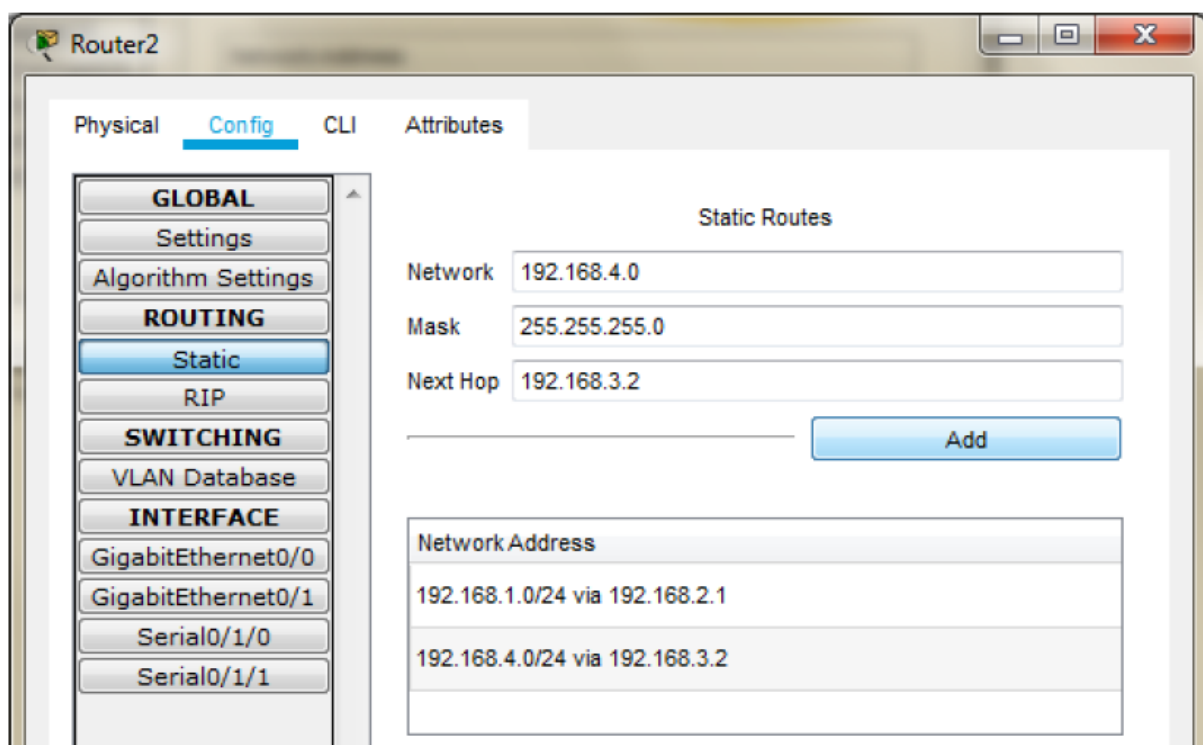 Router2
Physical Config CLI Attributes
GLOBAL
Settings
Algorithm Settings
ROUTING
Static
RIP
SWITCHING
VLAN Database
INTERFACE
GigabitEthernet0/0
GigabitEthernet0/1
Serial0/1/0
Serial0/1/1
Static Routes
Network 192.168.4.0
Mask 255.255.255.0
Next Hop 192.168.3.2
Add
Network Address
192.168.1.0/24 via 192.168.2.1
192.168.4.0/24 via 192.168.3.2